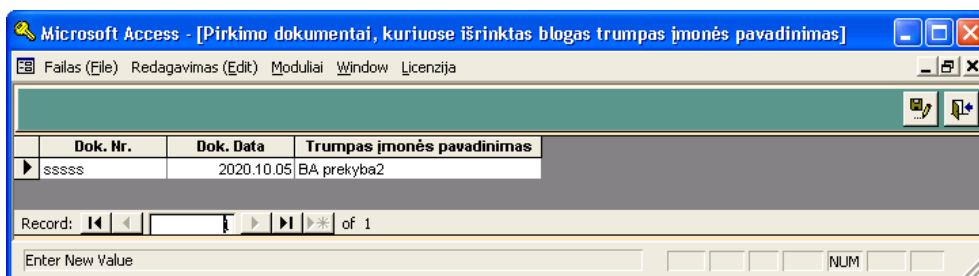 Microsoft Access - [Pirkimo dokumentai, kuriuose išrinktas blogas trumpas įmonės pavadinimas]
Failas (File) Redagavimas (Edit) Moduliai Window Licenzija
Dok. Nr. Dok. Data Trumpas įmonės pavadinimas
sssss 2020.10.05 BA prekyba2
Record: 1 of 1
Enter New Value NUM